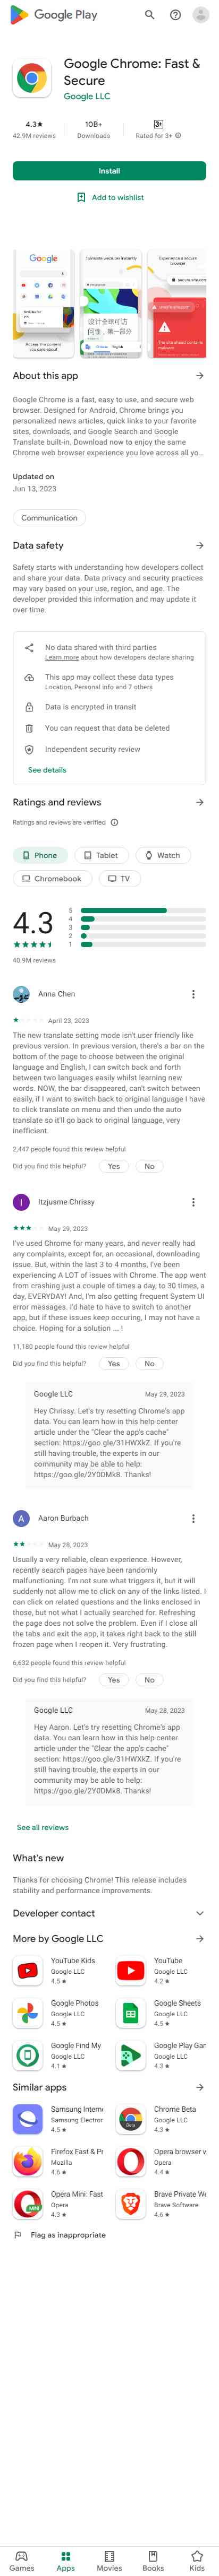 Google Play
Google Chrome: Fast &
Secure
Google LLC
4.3★
42.9M reviews
10B+
Downloads
3+
Rated for 3+
Install
Add to wishlist
Google
Access the content
you care about
Translate websites instantly
设计全球可访
问性，第一部分
English
Experience a secure
browser
unsafe-site.com
The site should contain
malware
About this app
Google Chrome is a fast, easy to use, and secure web
browser. Designed for Android, Chrome brings you
personalized news articles, quick links to your favorite
sites, downloads, and Google Search and Google
Translate built-in. Download now to enjoy the same
Chrome web browser experience you love across all yo…
Updated on
Jun 13, 2023
Communication
Data safety
Safety starts with understanding how developers collect
and share your data. Data privacy and security practices
may vary based on your use, region, and age. The
developer provided this information and may update it
over time.
No data shared with third parties
Learn more about how developers declare sharing
This app may collect these data types
Location, Personal info and 7 others
Data is encrypted in transit
You can request that data be deleted
Independent security review
See details
Ratings and reviews
Ratings and reviews are verified
Phone
Tablet
Watch
Chromebook
TV
4.3
5
4
3
2
1
40.9M reviews
Anna Chen
April 23, 2023
The new translate setting mode isn't user friendly like
previous version. In previous version, there's a bar on the
bottom of the page to choose between the original
language and English, I can switch back and forth
between two languages easily whilst learning new
words. NOW, the bar disappeared, can't switch between
easily, if I want to switch back to original language I have
to click translate on menu and undo the auto
translate so it'll go back to original language, very
inefficient.
2,447 people found this review helpful
Did you find this helpful?
Yes
No
I
Itzjusme Chrissy
May 29, 2023
I've used Chrome for many years, and never really had
any complaints, except for, an occasional, downloading
issue. But, within the last 3 to 4 months, I've been
experiencing A LOT of issues with Chrome. The app went
from crashing just a couple of times a day, to 30 times, a
day, EVERYDAY! And, I'm also getting frequent System UI
error messages. I'd hate to have to switch to another
app, but if these issues keep occuring, I may not have a
choice. Hoping for a solution ... !
11,180 people found this review helpful
Did you find this helpful?
Yes
No
Google LLC
May 29, 2023
Hey Chrissy. Let's try resetting Chrome's app
data. You can learn how in this help center
article under the "Clear the app's cache"
section: https://goo.gle/31HWXkZ. If you're
still having trouble, the experts in our
community may be able to help:
https://goo.gle/2Y0DMk8. Thanks!
A
Aaron Burbach
May 28, 2023
Usually a very reliable, clean experience. However,
recently search pages have been randomly
malfunctioning. I'm not sure what triggers it, but it will
suddenly not allow me to click on any of the links listed. I
can click on related questions and the links enclosed in
those, but not what I actually searched for. Refreshing
the page does not solve the problem. Even if I close all
the tabs and exit the app, it takes right back to the still
frozen page when I reopen it. Very frustrating.
6,632 people found this review helpful
Did you find this helpful?
Yes
No
Google LLC
May 28, 2023
Hey Aaron. Let's try resetting Chrome's app
data. You can learn how in this help center
article under the "Clear the app's cache"
section: https://goo.gle/31HWXkZ. If you're
still having trouble, the experts in our
community may be able to help:
https://goo.gle/2Y0DMk8. Thanks!
See all reviews
What's new
Thanks for choosing Chrome! This release includes
stability and performance improvements.
Developer contact
More by Google LLC
YouTube Kids
Google LLC
4.5★
YouTube
Google LLC
4.2★
Google Photos
Google LLC
4.5★
Google Sheets
Google LLC
4.5★
Google Find My
Google LLC
4.1★
Google Play Gan
Google LLC
4.3★
Similar apps
Samsung Interne
Samsung Electron
4.5★
Chrome Beta
Google LLC
4.3★
Firefox Fast & Pr
Mozilla
4.6★
Opera browser w
Opera
4.4★
Opera Mini: Fast
Opera
4.3★
Brave Private We
Brave Software
4.6★
Flag as inappropriate
Games
Apps
Movies
Books
Kids